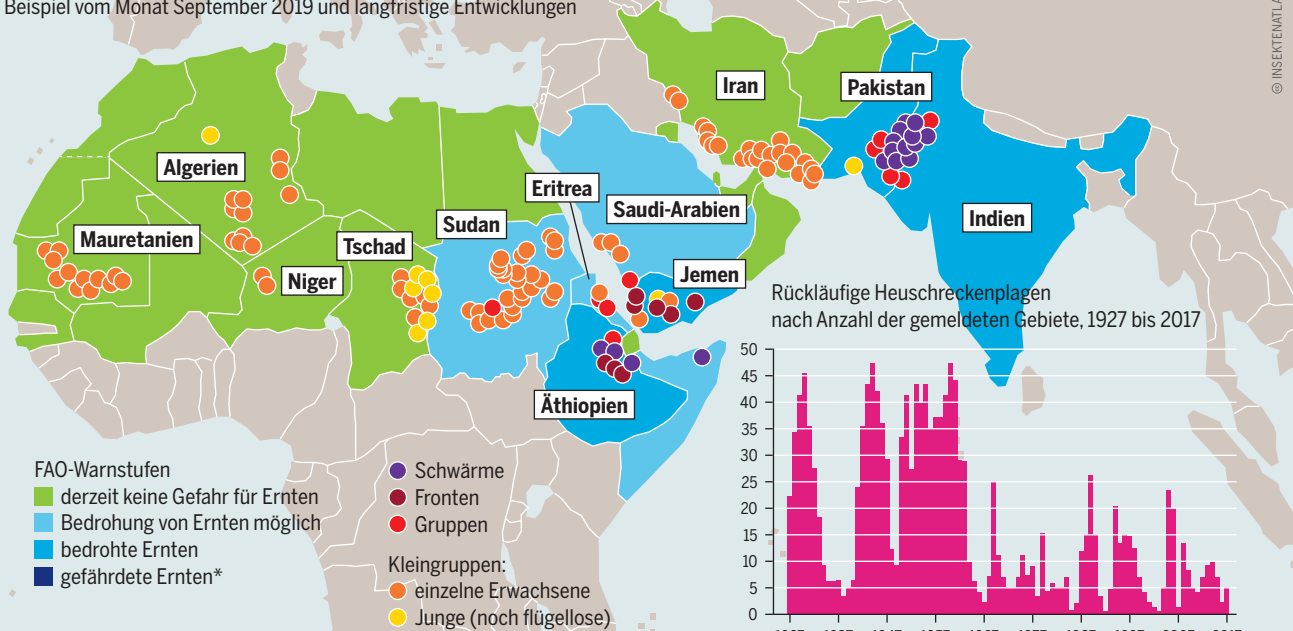 Beispiel vom Monat September 2019 und langfristige Entwicklungen
Iran
Pakistan
Algerien
Eritrea
Saudi-Arabien
Sudan
Indien
Mauretanien
Tschad
Niger
Jemen
Äthiopien
Rückläufige Heuschreckenplagen
nach Anzahl der gemeldeten Gebiete, 1927 bis 2017
50
45
40
35
30
25
20
15
10
5
0
FAO-Warnstufen
derzeit keine Gefahr für Ernten
Bedrohung von Ernten möglich
bedrohte Ernten
gefährdete Ernten*
Schwärme
Fronten
Gruppen
Kleingruppen:
einzelne Erwachsene
Junge (noch flügellose)
© INSEKTENATLA